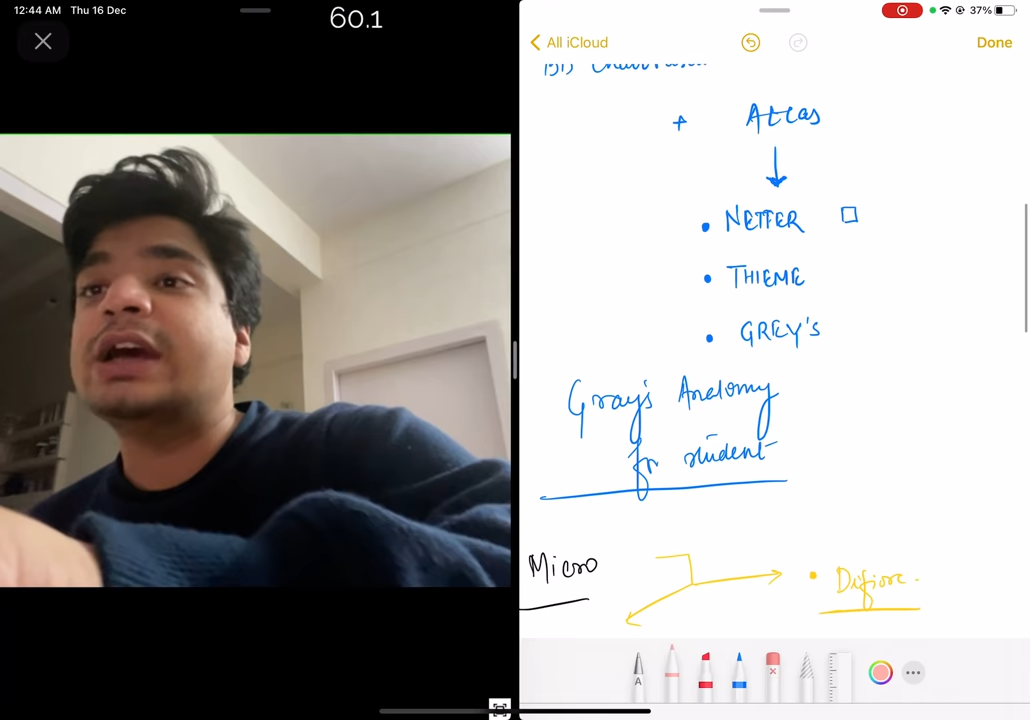 12:44 AM Thu 16 Dec
60.1
37%
All iCloud
Done
+ Atlas
• NETTER
• THIEME
• GREY'S
Gray's Anatomy
for student
Micro
• Difiore.
A